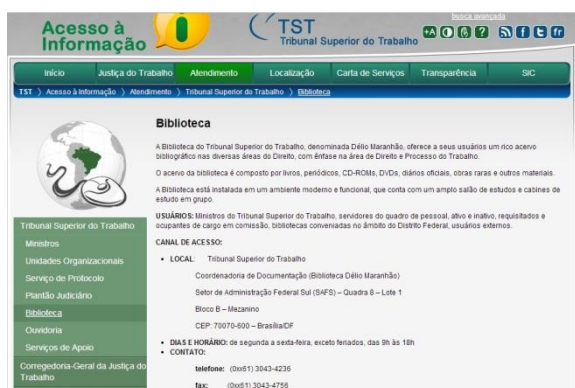 busca avançada
Acesso à
Informação
TST
Tribunal Superior do Trabalho
+A
?
Início Justiça do Trabalho Atendimento Localização Carta de Serviços Transparência SIC
TST 〉 Acesso à Informação 〉 Atendimento 〉 Tribunal Superior do Trabalho 〉 Biblioteca
Biblioteca
A Biblioteca do Tribunal Superior do Trabalho, denominada Délio Maranhão, oferece a seus usuários um rico acervo
bibliográfico nas diversas áreas do Direito, com ênfase na área de Direito e Processo do Trabalho.
O acervo da biblioteca é composto por livros, periódicos, CD-ROMs, DVDs, diários oficiais, obras raras e outros materiais.
A Biblioteca está instalada em um ambiente moderno e funcional, que conta com um amplo salão de estudos e cabines de
estudo em grupo.
USUÁRIOS: Ministros do Tribunal Superior do Trabalho, servidores do quadro de pessoal, ativo e inativo, requisitados e
ocupantes de cargo em comissão, bibliotecas conveniadas no âmbito do Distrito Federal, usuários externos.
CANAL DE ACESSO:
• LOCAL: Tribunal Superior do Trabalho
Coordenadoria de Documentação (Biblioteca Délio Maranhão)
Setor de Administração Federal Sul (SAFS) – Quadra 8 – Lote 1
Bloco B – Mezanino
CEP: 70070-600 – Brasília/DF
• DIAS E HORÁRIO: de segunda a sexta-feira, exceto feriados, das 9h às 18h
• CONTATO:
telefone: (0xx61) 3043-4236
fax: (0xx61) 3043-4756
Tribunal Superior do Trabalho
Ministros
Unidades Organizacionais
Serviço de Protocolo
Plantão Judiciário
Biblioteca
Ouvidoria
Serviços de Apoio
Corregedoria-Geral da Justiça do
Trabalho